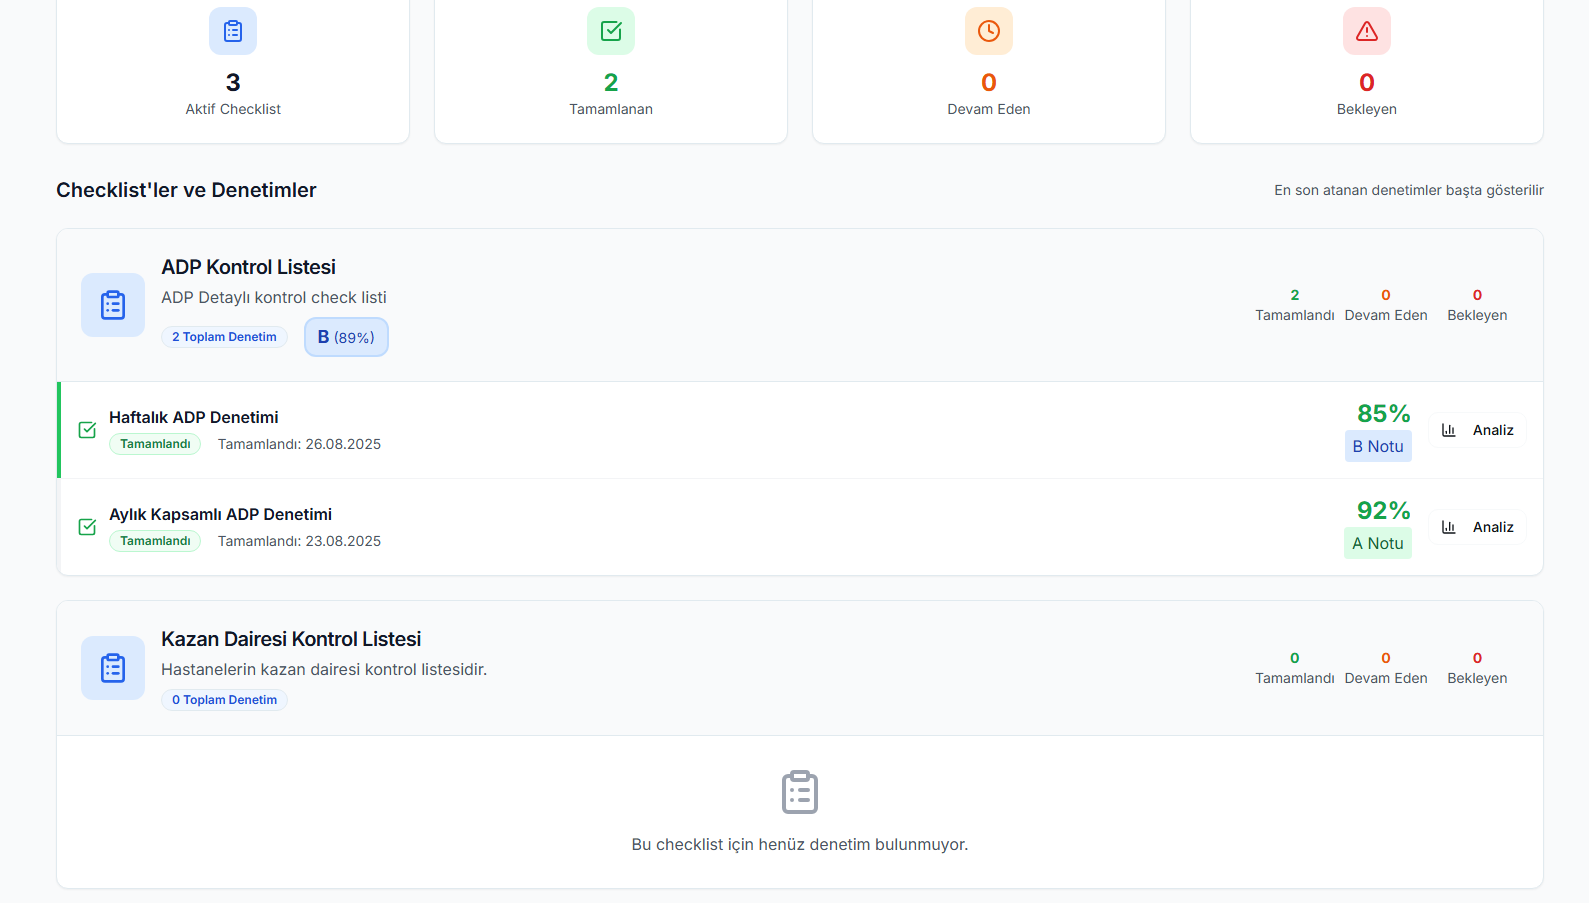 3
Aktif Checklist
2
Tamamlanan
0
Devam Eden
0
Bekleyen
Checklist'ler ve Denetimler
En son atanan denetimler başta gösterilir
ADP Kontrol Listesi
ADP Detaylı kontrol check listi
2 Toplam Denetim
B (89%)
2
Tamamlandı
0
Devam Eden
0
Bekleyen
Haftalık ADP Denetimi
Tamamlandı
Tamamlandı: 26.08.2025
85%
B Notu
Analiz
Aylık Kapsamlı ADP Denetimi
Tamamlandı
Tamamlandı: 23.08.2025
92%
A Notu
Analiz
Kazan Dairesi Kontrol Listesi
Hastanelerin kazan dairesi kontrol listesidir.
0 Toplam Denetim
0
Tamamlandı
0
Devam Eden
0
Bekleyen
Bu checklist için henüz denetim bulunmuyor.